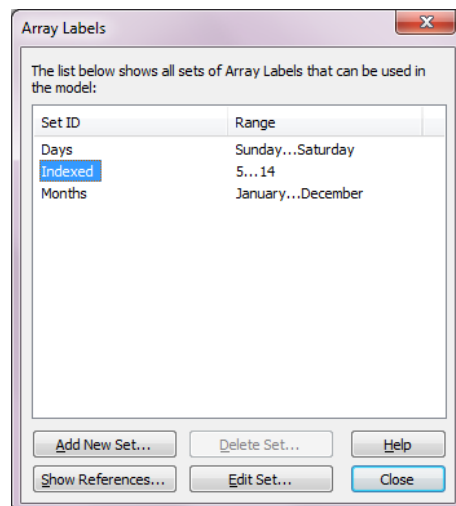 Array Labels
The list below shows all sets of Array Labels that can be used in
the model:
Set ID Range
Days Sunday...Saturday
Indexed 5...14
Months January...December
Add New Set... Delete Set... Help
Show References... Edit Set... Close